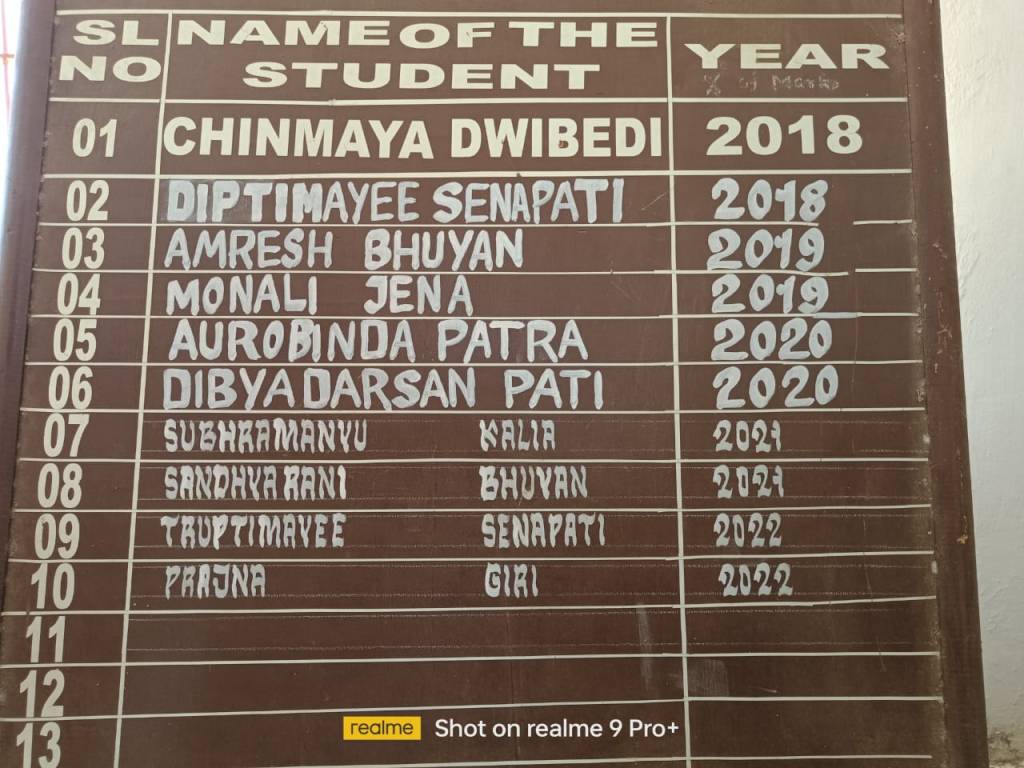 SL NO NAME OF THE STUDENT YEAR
% of Marks
01 CHINMAYA DWIBEDI 2018
02 DIPTIMAYEE SENAPATI 2018
03 AMRESH BHUYAN 2019
04 MONALI JENA 2019
05 AUROBINDA PATRA 2020
06 DIBYADARSAN PATI 2020
07 SUBHRAMANYU KALIA 2021
08 SANDHYARANI BHUYAN 2021
09 TRUPTIMAYEE SENAPATI 2022
10 PRAJNA GIRI 2022
11
12
13
realme Shot on realme 9 Pro+